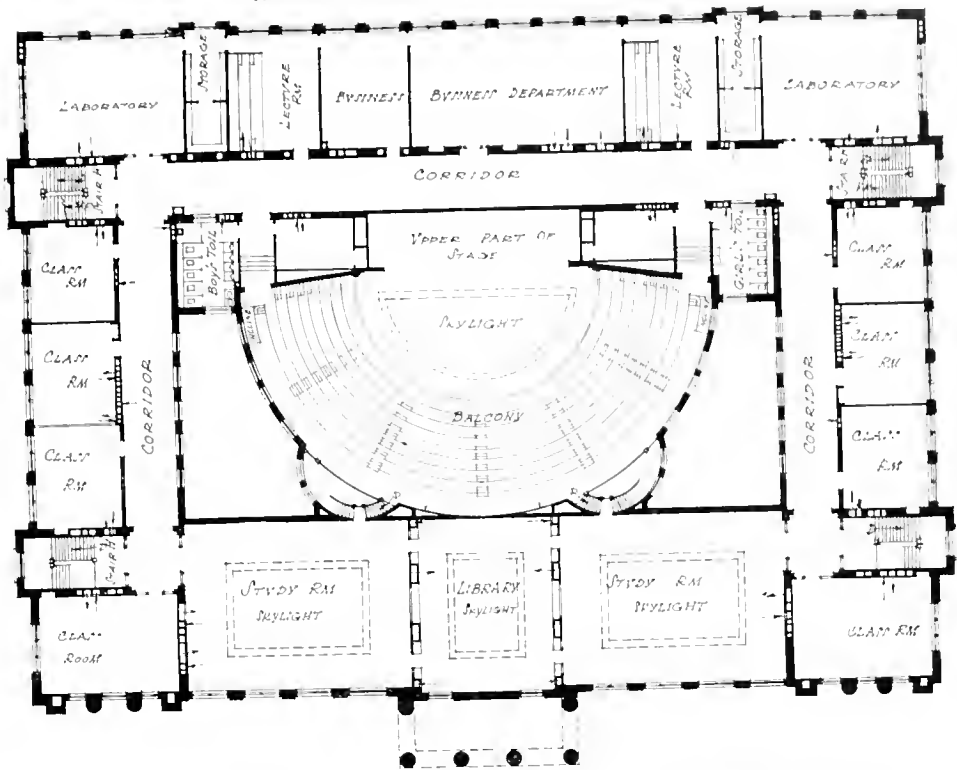 LABORATORY
STORAGE
LECTURE
RM
BUSINESS
BUSINESS DEPARTMENT
LECTURE
RM
STORAGE
LABORATORY
STAIR H
CORRIDOR
STAIR H
CLASS
RM
BOYS' TOIL
UPPER PART OF
STAGE
GIRLS' TOI
CLASS
RM
INCLINE
SKYLIGHT
CLASS
RM
CORRIDOR
BALCONY
CORRIDOR
CLASS
RM
CLASS
RM
CLASS
RM
STAIR H
STUDY RM
SKYLIGHT
LIBRARY
SKYLIGHT
STUDY RM
SKYLIGHT
CLASS
ROOM
CLASS RM